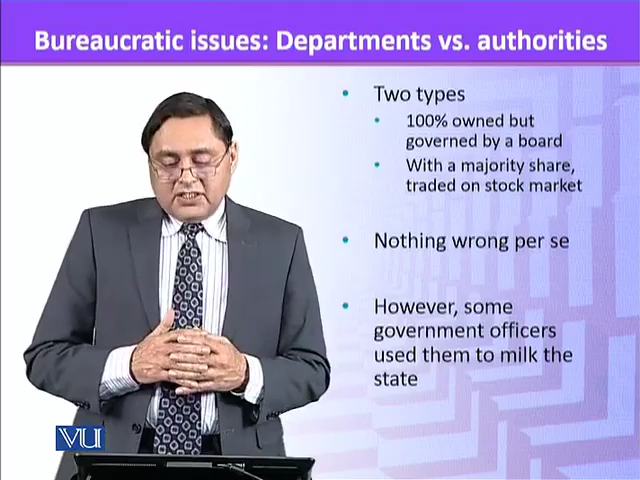 Bureaucratic issues: Departments vs. authorities
• Two types
• 100% owned but
governed by a board
• With a majority share,
traded on stock market
• Nothing wrong per se
• However, some
government officers
used them to milk the
state
VU